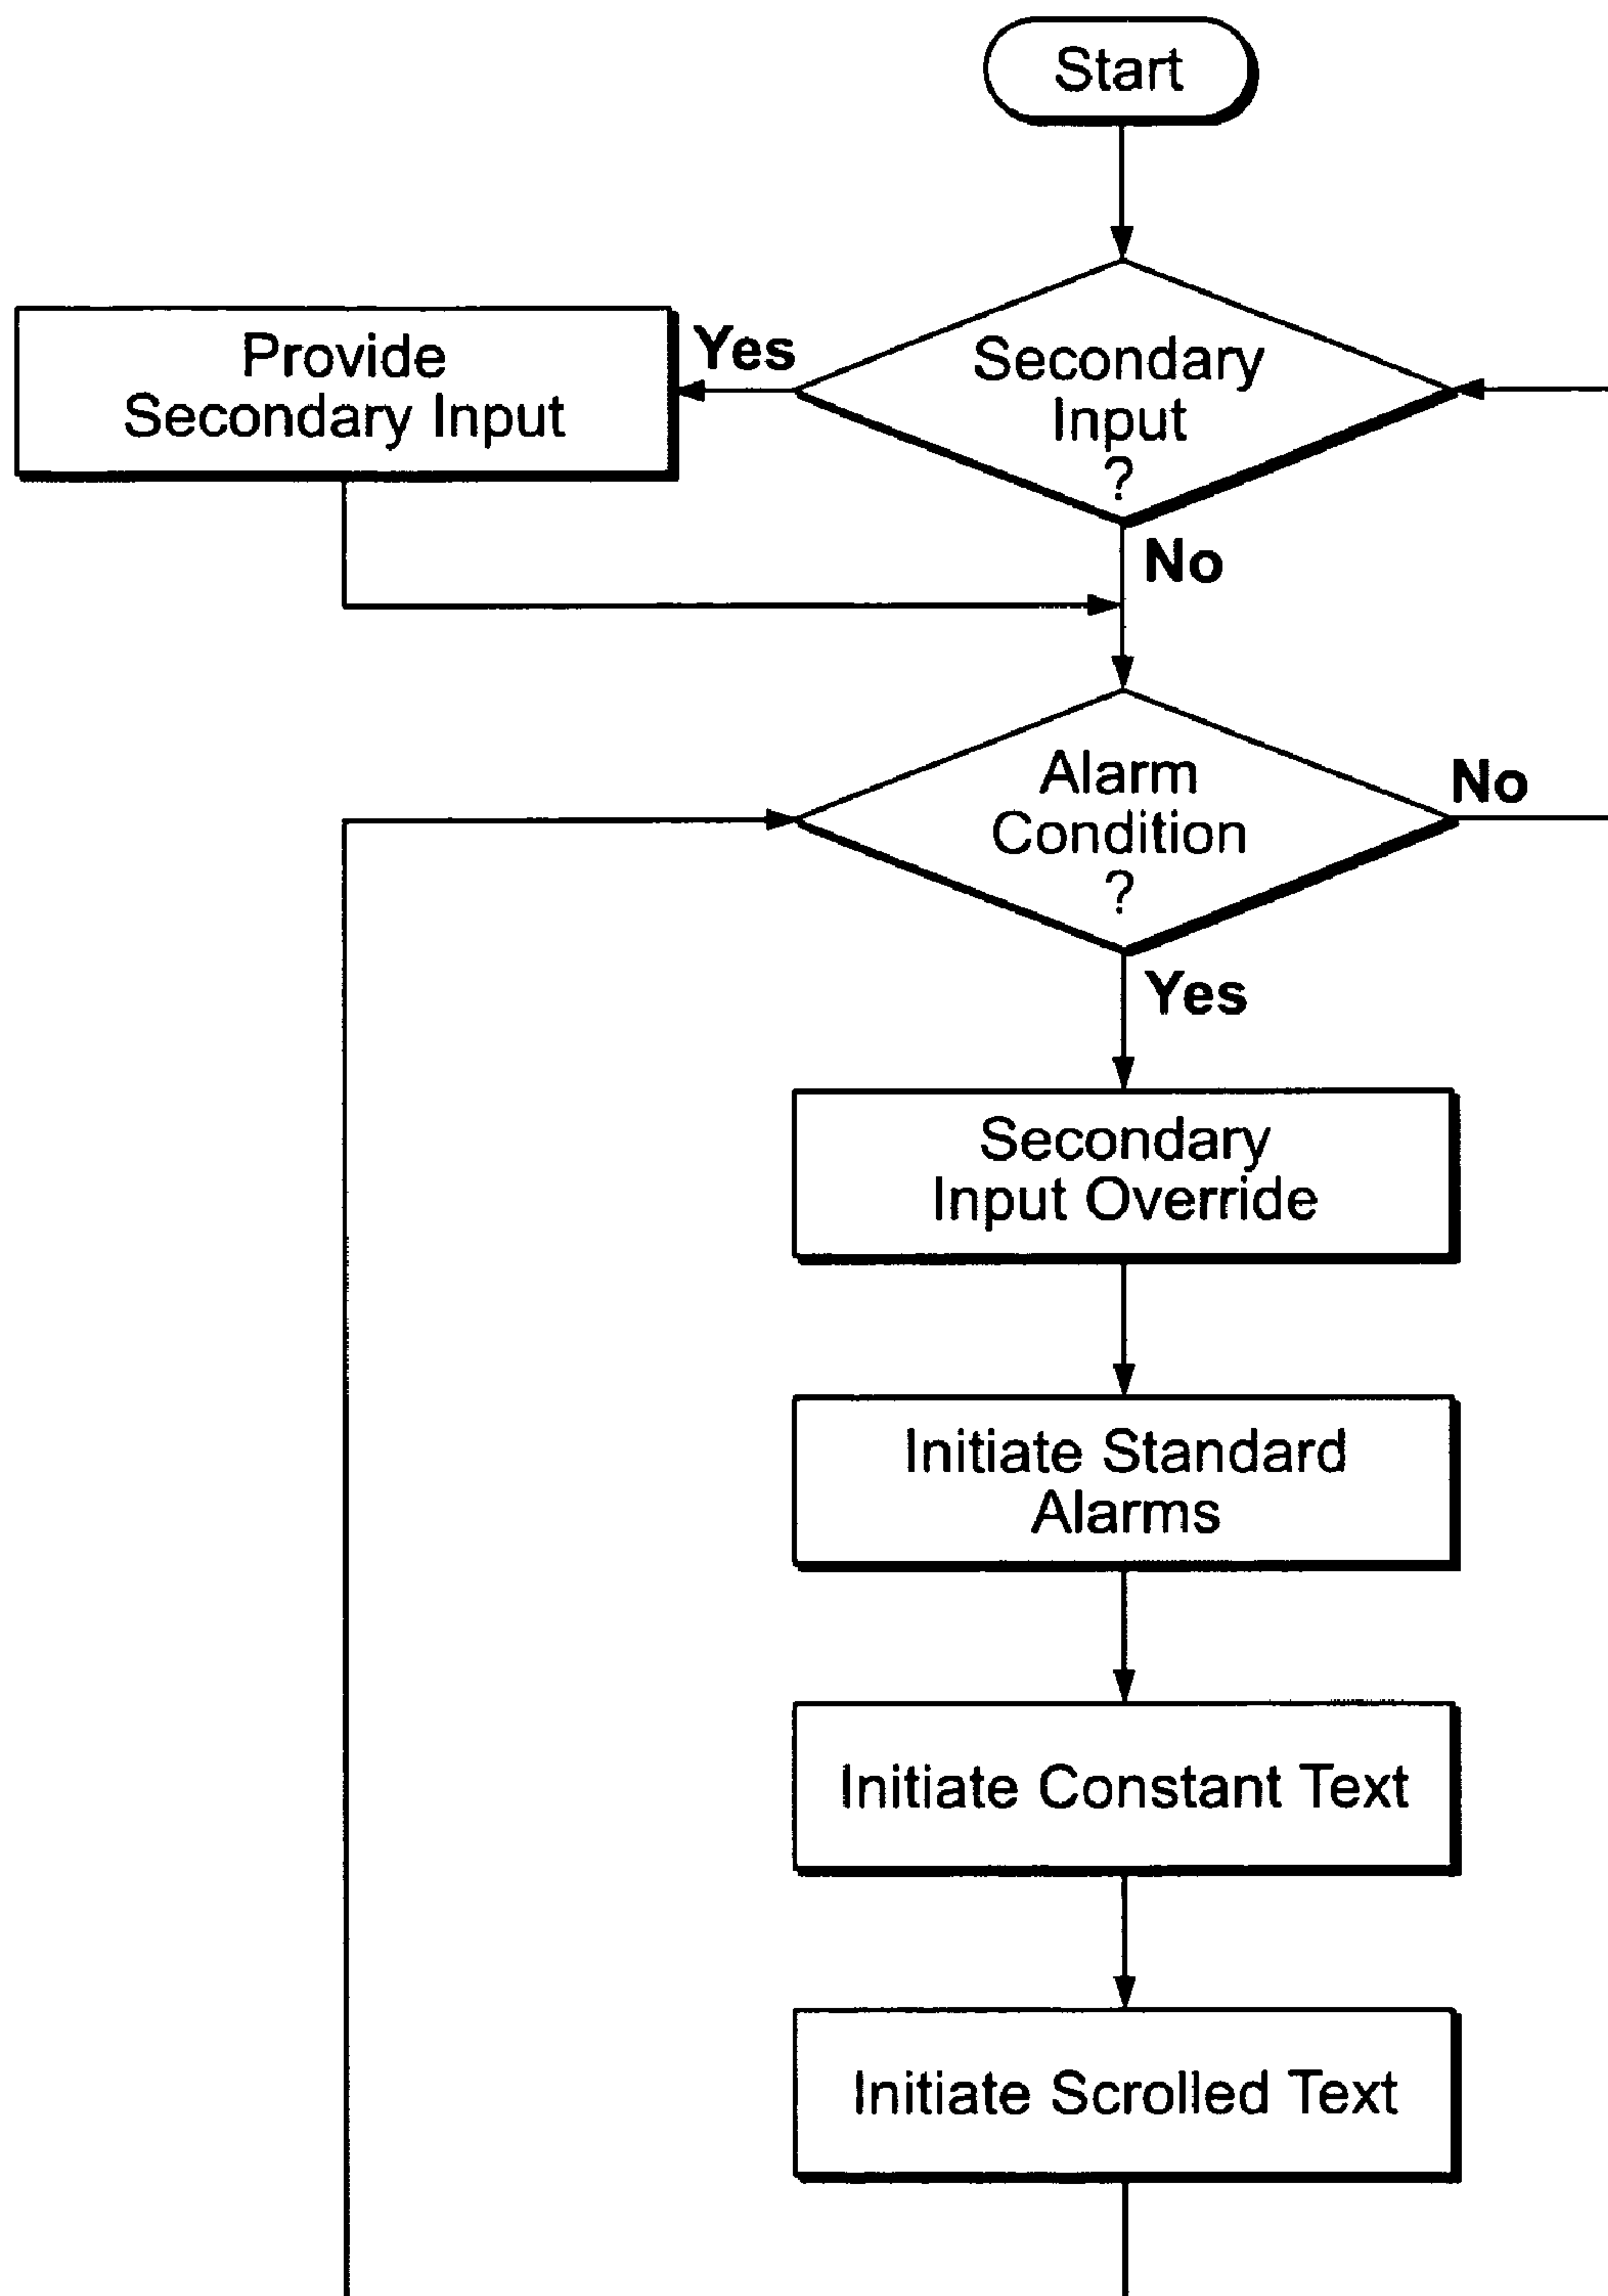 Start
Provide
Secondary Input
Yes
Secondary
Input
?
No
Alarm
Condition
?
No
Yes
Secondary
Input Override
Initiate Standard
Alarms
Initiate Constant Text
Initiate Scrolled Text